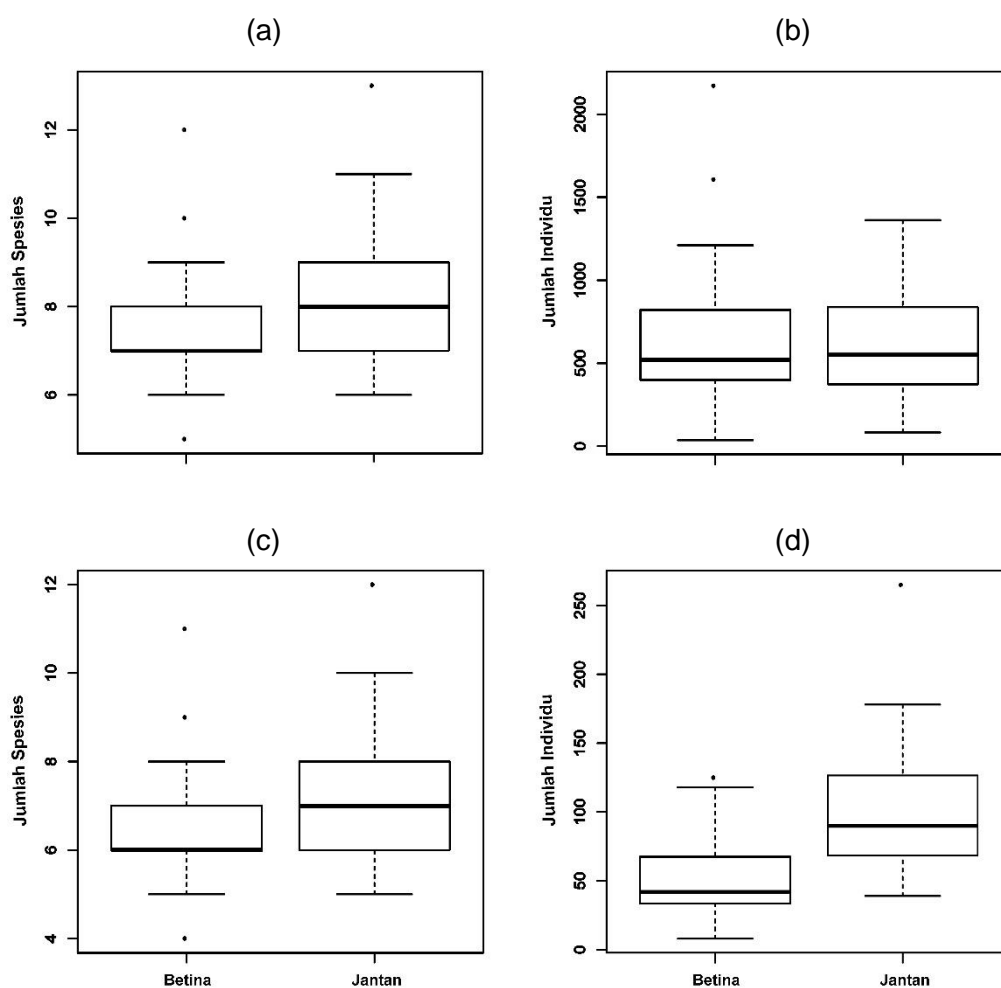 (a)
Jumlah Spesies
12
10
8
6
(b)
Jumlah Individu
2000
1500
1000
500
0
(c)
Jumlah Spesies
12
10
8
6
4
Betina
Jantan
(d)
Jumlah Individu
250
200
150
100
50
0
Betina
Jantan